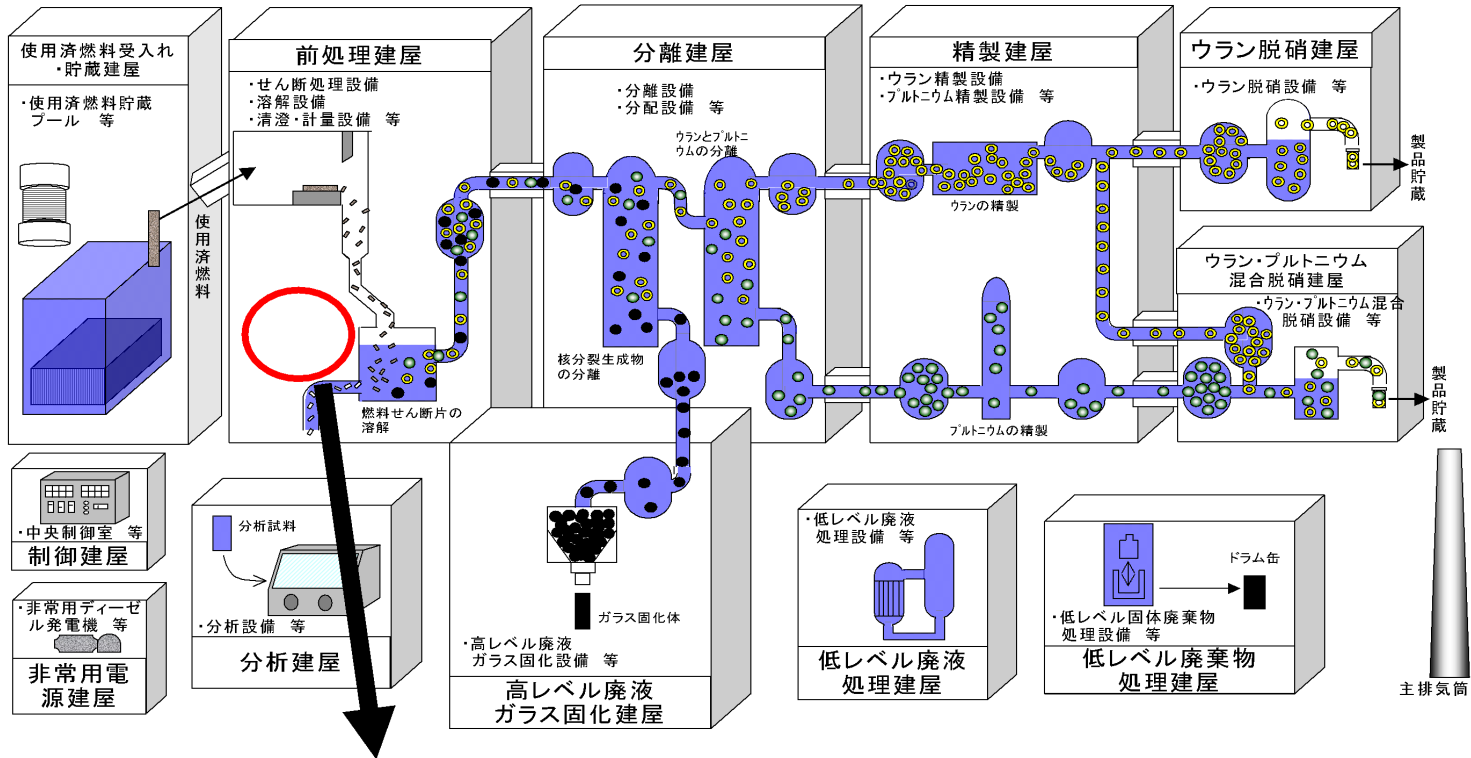 使用済燃料受入れ
・貯蔵建屋
・使用済燃料貯蔵
プール 等
使用済燃料
前処理建屋
・せん断処理設備
・溶解設備
・清澄・計量設備 等
燃料せん断片の
溶解
分離建屋
・分離設備
・分配設備 等
ウランとプルトニ
ウムの分離
核分裂生成物
の分離
精製建屋
・ウラン精製設備
・プルトニウム精製設備 等
ウランの精製
プルトニウムの精製
ウラン脱硝建屋
・ウラン脱硝設備 等
製品貯蔵
ウラン・プルトニウム
混合脱硝建屋
・ウラン・プルトニウム混合
脱硝設備 等
製品貯蔵
・中央制御室 等
制御建屋
・非常用ディーゼ
ル発電機 等
非常用電
源建屋
分析試料
・分析設備 等
分析建屋
ガラス固化体
・高レベル廃液
ガラス固化設備 等
高レベル廃液
ガラス固化建屋
・低レベル廃液
処理設備 等
低レベル廃液
処理建屋
ドラム缶
・低レベル固体廃棄物
処理設備 等
低レベル廃棄物
処理建屋
主排気筒